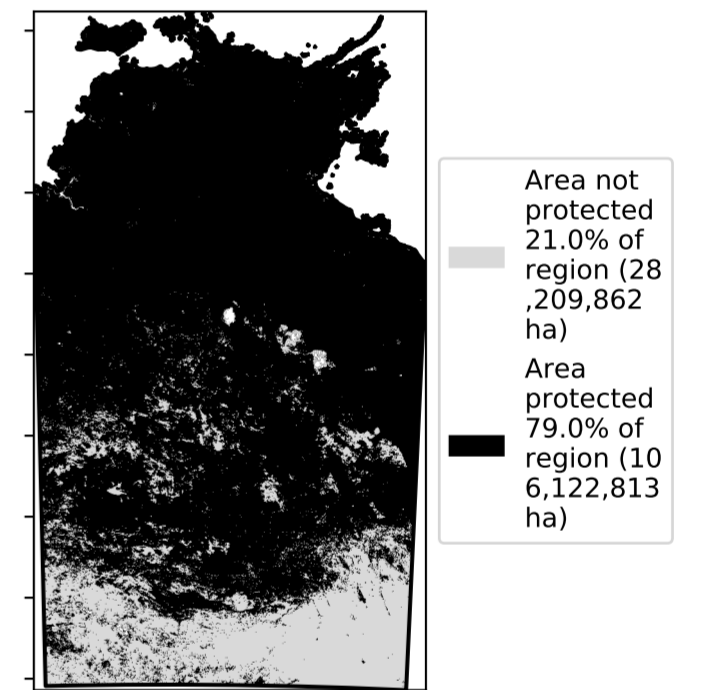 Area not
protected
21.0% of
region (28
,209,862
ha)
Area
protected
79.0% of
region (10
6,122,813
ha)